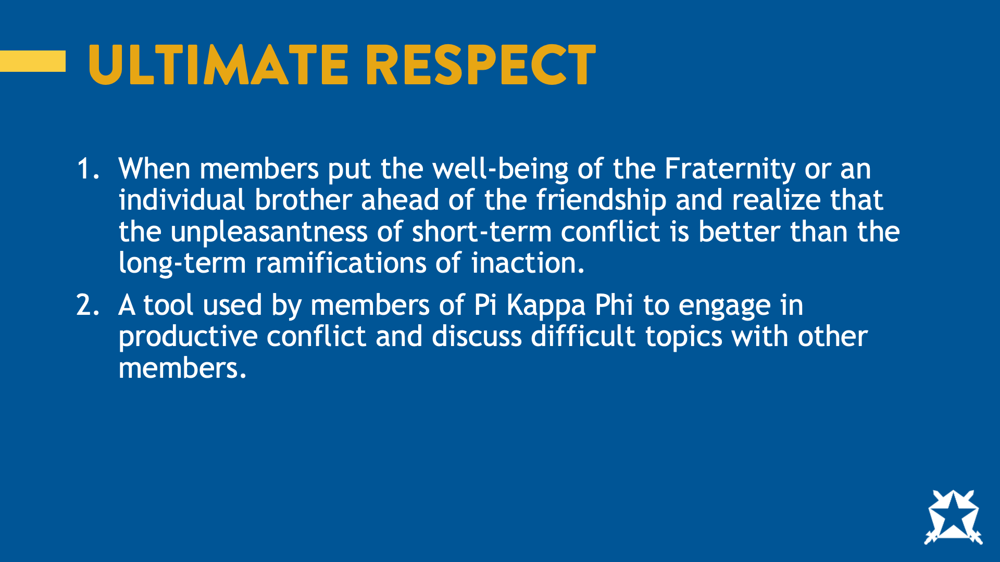 ULTIMATE RESPECT
1. When members put the well-being of the Fraternity or an
individual brother ahead of the friendship and realize that
the unpleasantness of short-term conflict is better than the
long-term ramifications of inaction.
2. A tool used by members of Pi Kappa Phi to engage in
productive conflict and discuss difficult topics with other
members.